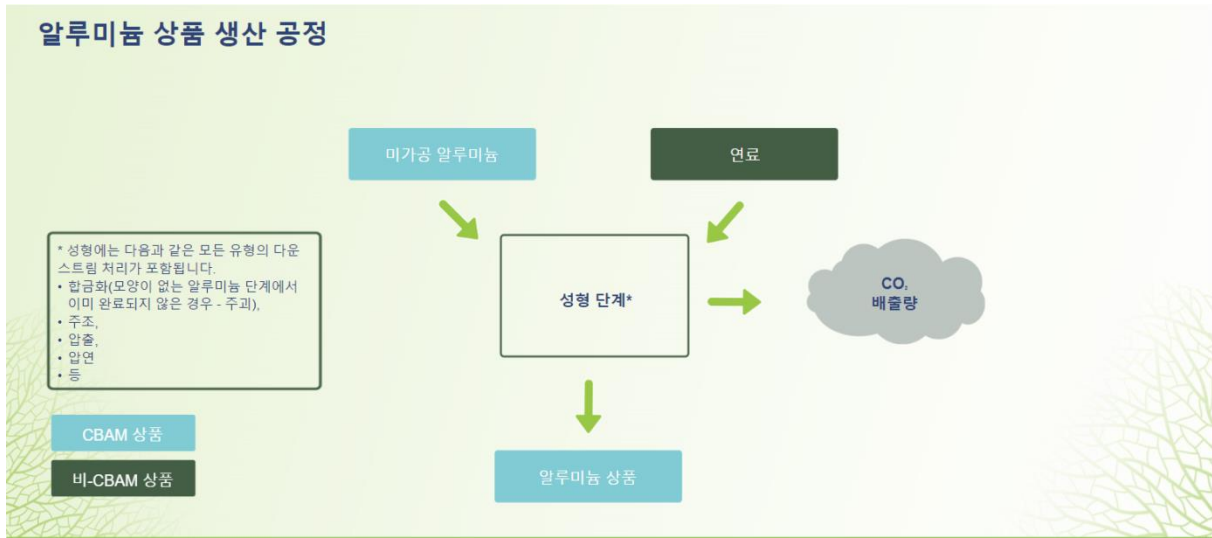 알루미늄 상품 생산 공정
미가공 알루미늄
연료
* 성형에는 다음과 같은 모든 유형의 다운
스트림 처리가 포함됩니다.
• 합금화(모양이 없는 알루미늄 단계에서
이미 완료되지 않은 경우 - 주괴),
• 주조,
• 압출,
• 압연
• 등
성형 단계*
CO₂
배출량
CBAM 상품
비-CBAM 상품
알루미늄 상품